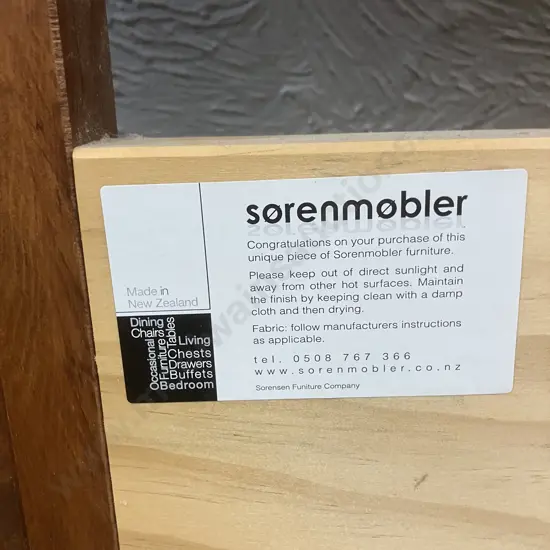 sørenmøbler
Congratulations on your purchase of this
unique piece of Sorenmobler furniture.
Please keep out of direct sunlight and
away from other hot surfaces. Maintain
the finish by keeping clean with a damp
cloth and then drying.
Fabric: follow manufacturers instructions
as applicable.
tel. 0508 767 366
www.sorenmobler.co.nz
Sorensen Funiture Company
Made in
New Zealand
Dining
Chairs
Occasional
Furniture
Tables
Living
Chests
Drawers
Buffets
Bedroom